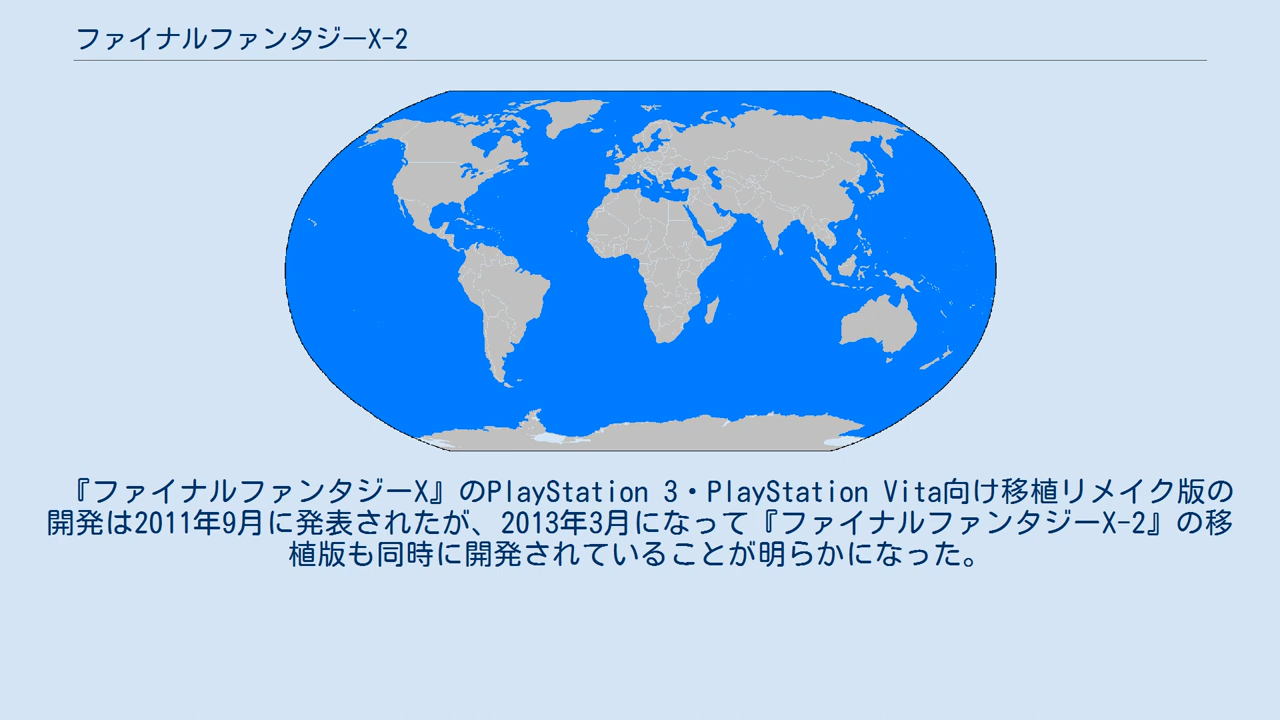 ファイナルファンタジーX-2
『ファイナルファンタジーX』のPlayStation 3・PlayStation Vita向け移植リメイク版の
開発は2011年9月に発表されたが、2013年3月になって『ファイナルファンタジーX-2』の移
植版も同時に開発されていることが明らかになった。